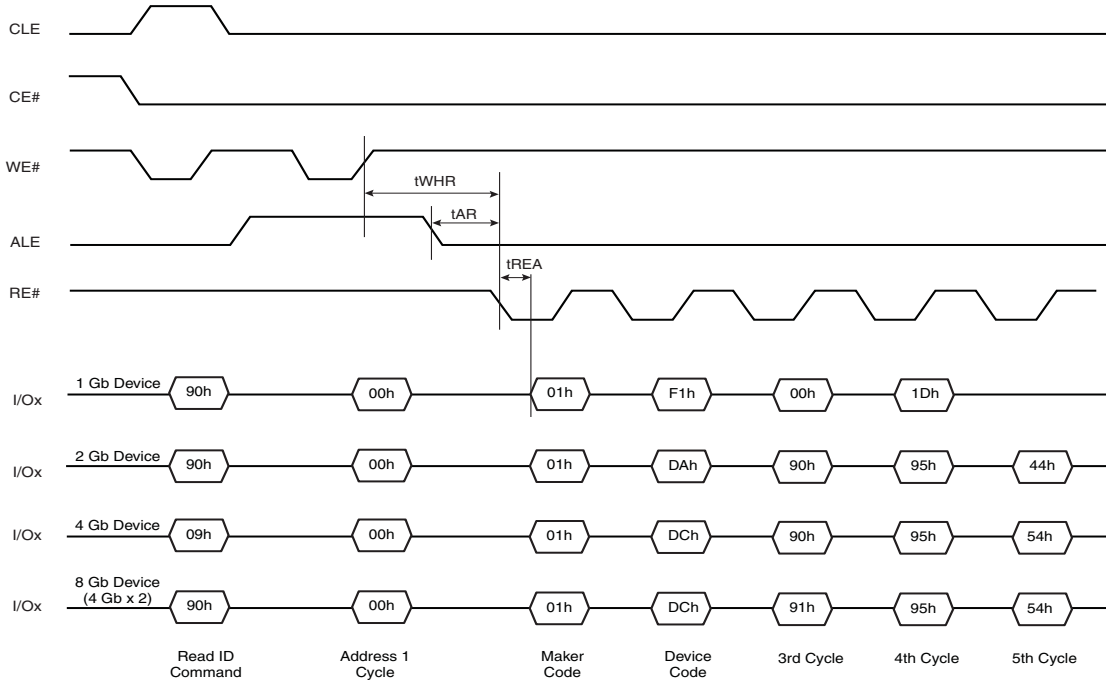 CLE
CE#
WE#
tWHR
tAR
ALE
tREA
RE#
I/Ox 1 Gb Device 90h 00h 01h F1h 00h 1Dh
I/Ox 2 Gb Device 90h 00h 01h DAh 90h 95h 44h
I/Ox 4 Gb Device 09h 00h 01h DCh 90h 95h 54h
8 Gb Device
I/Ox (4 Gb x 2) 90h 00h 01h DCh 91h 95h 54h
Read ID Address 1 Maker Device 3rd Cycle 4th Cycle 5th Cycle
Command Cycle Code Code